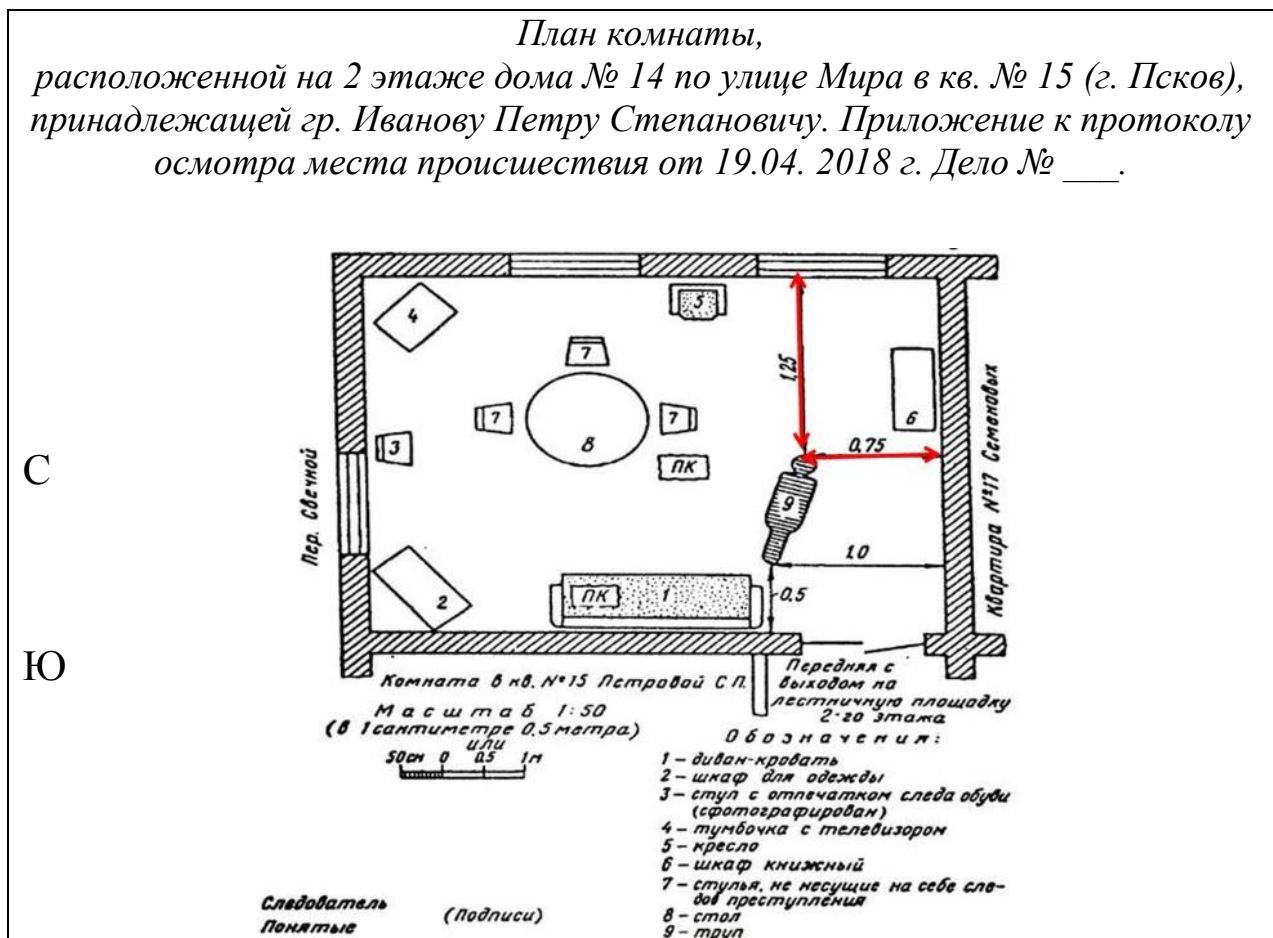 План комнаты,
расположенной на 2 этаже дома № 14 по улице Мира в кв. № 15 (г. Псков),
принадлежащей гр. Иванову Петру Степановичу. Приложение к протоколу
осмотра места происшествия от 19.04. 2018 г. Дело № ___.
4
5
7
1,25
7
7
6
3
8
0,75
С
ПК
Пер. Свечной
9
Квартира №17 Семеновых
1.0
2
ПК
1
0,5
Ю
Комната в кв. №15 Петровой С.П.
Передняя с
выходом на
лестничную площадку
2-го этажа
Масштаб 1:50
(в 1 сантиметре 0,5 метра)
или
50см 0 0.5 1м
Обозначения:
1 – диван-кровать
2 – шкаф для одежды
3 – стул с отпечатком следа обуви
(сфотографирован)
4 – тумбочка с телевизором
5 – кресло
6 – шкаф книжный
7 – стулья, не несущие на себе сле-
дов преступления
8 – стол
9 – труп
Следователь
Понятые
(Подписи)